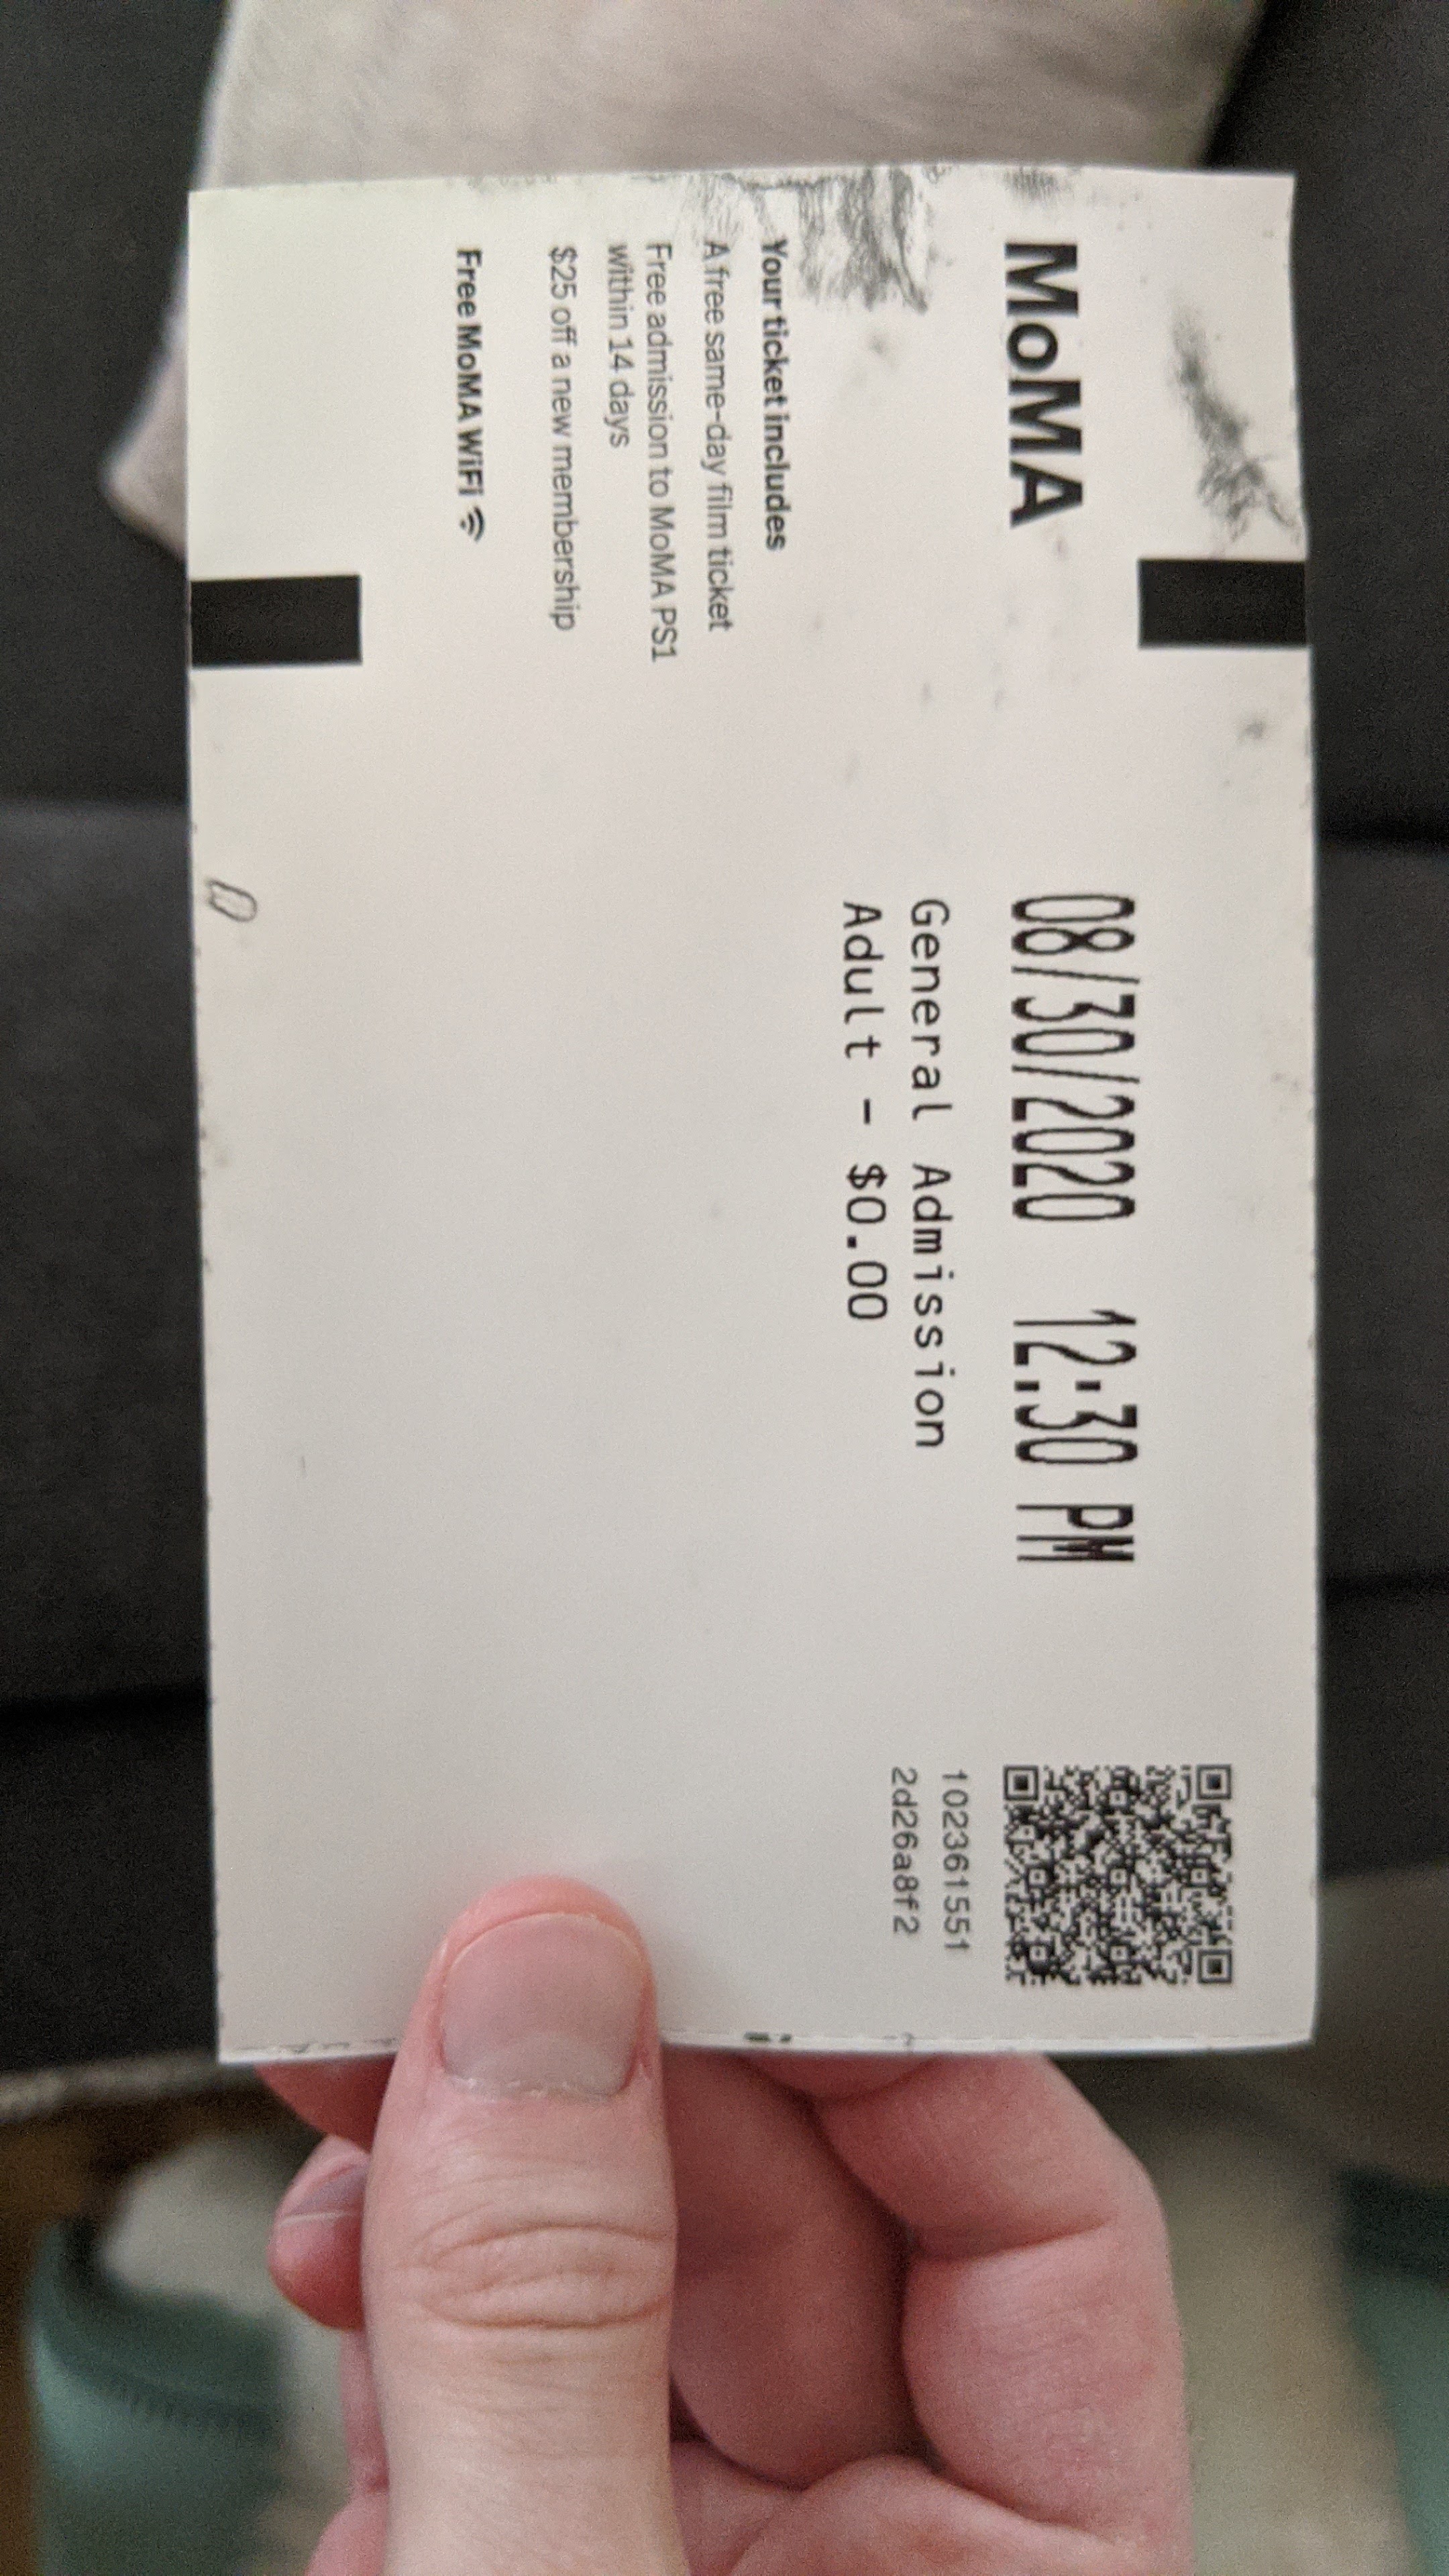 MoMA
Your ticket includes
A free same-day film ticket
Free admission to MoMA PS1
within 14 days
$25 off a new membership
Free MoMA WiFi
08/30/2020 12:30 PM
General Admission
Adult - $0.00
102361551
2d26a8f2